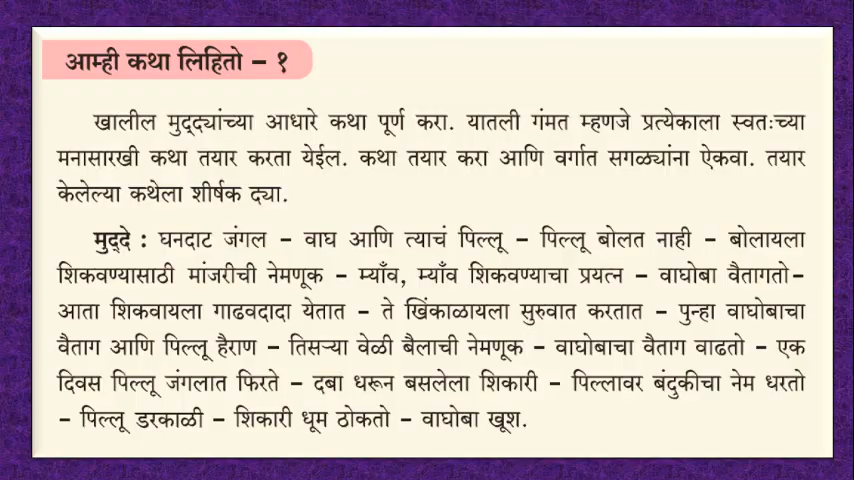 आम्ही कथा लिहितो – १
खालील मुद्द्यांच्या आधारे कथा पूर्ण करा. यातली गंमत म्हणजे प्रत्येकाला स्वतःच्या
मनासारखी कथा तयार करता येईल. कथा तयार करा आणि वर्गात सगळ्यांना ऐकवा. तयार
केलेल्या कथेला शीर्षक द्या.
मुद्दे : घनदाट जंगल – वाघ आणि त्याचं पिल्लू – पिल्लू बोलत नाही – बोलायला
शिकवण्यासाठी मांजरीची नेमणूक – म्याँव, म्याँव शिकवण्याचा प्रयत्न – वाघोबा वैतागतो–
आता शिकवायला गाढवदादा येतात – ते खिंकाळायला सुरुवात करतात – पुन्हा वाघोबाचा
वैताग आणि पिल्लू हैराण – तिसऱ्या वेळी बैलाची नेमणूक – वाघोबाचा वैताग वाढतो – एक
दिवस पिल्लू जंगलात फिरते – दबा धरून बसलेला शिकारी – पिल्लावर बंदुकीचा नेम धरतो
– पिल्लू डरकाळी – शिकारी धूम ठोकतो – वाघोबा खूश.